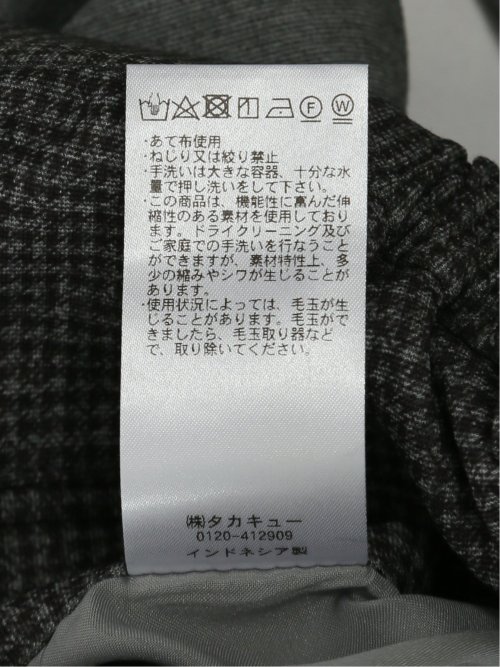 F W
・あて布使用
・ねじり又は絞り禁止
・手洗いは大きな容器、十分な水
量で押し洗いをして下さい。
・この商品は、機能性に富んだ伸
縮性のある素材を使用しており
ます。ドライクリーニング及び
ご家庭での手洗いを行なうこと
ができますが、素材特性上、多
少の縮みやシワが生じることが
あります。
・使用状況によっては、毛玉が生
じることがあります。毛玉がで
きましたら、毛玉取り器など
で、取り除いてください。
(株)タカキュー
0120-412909
インドネシア製